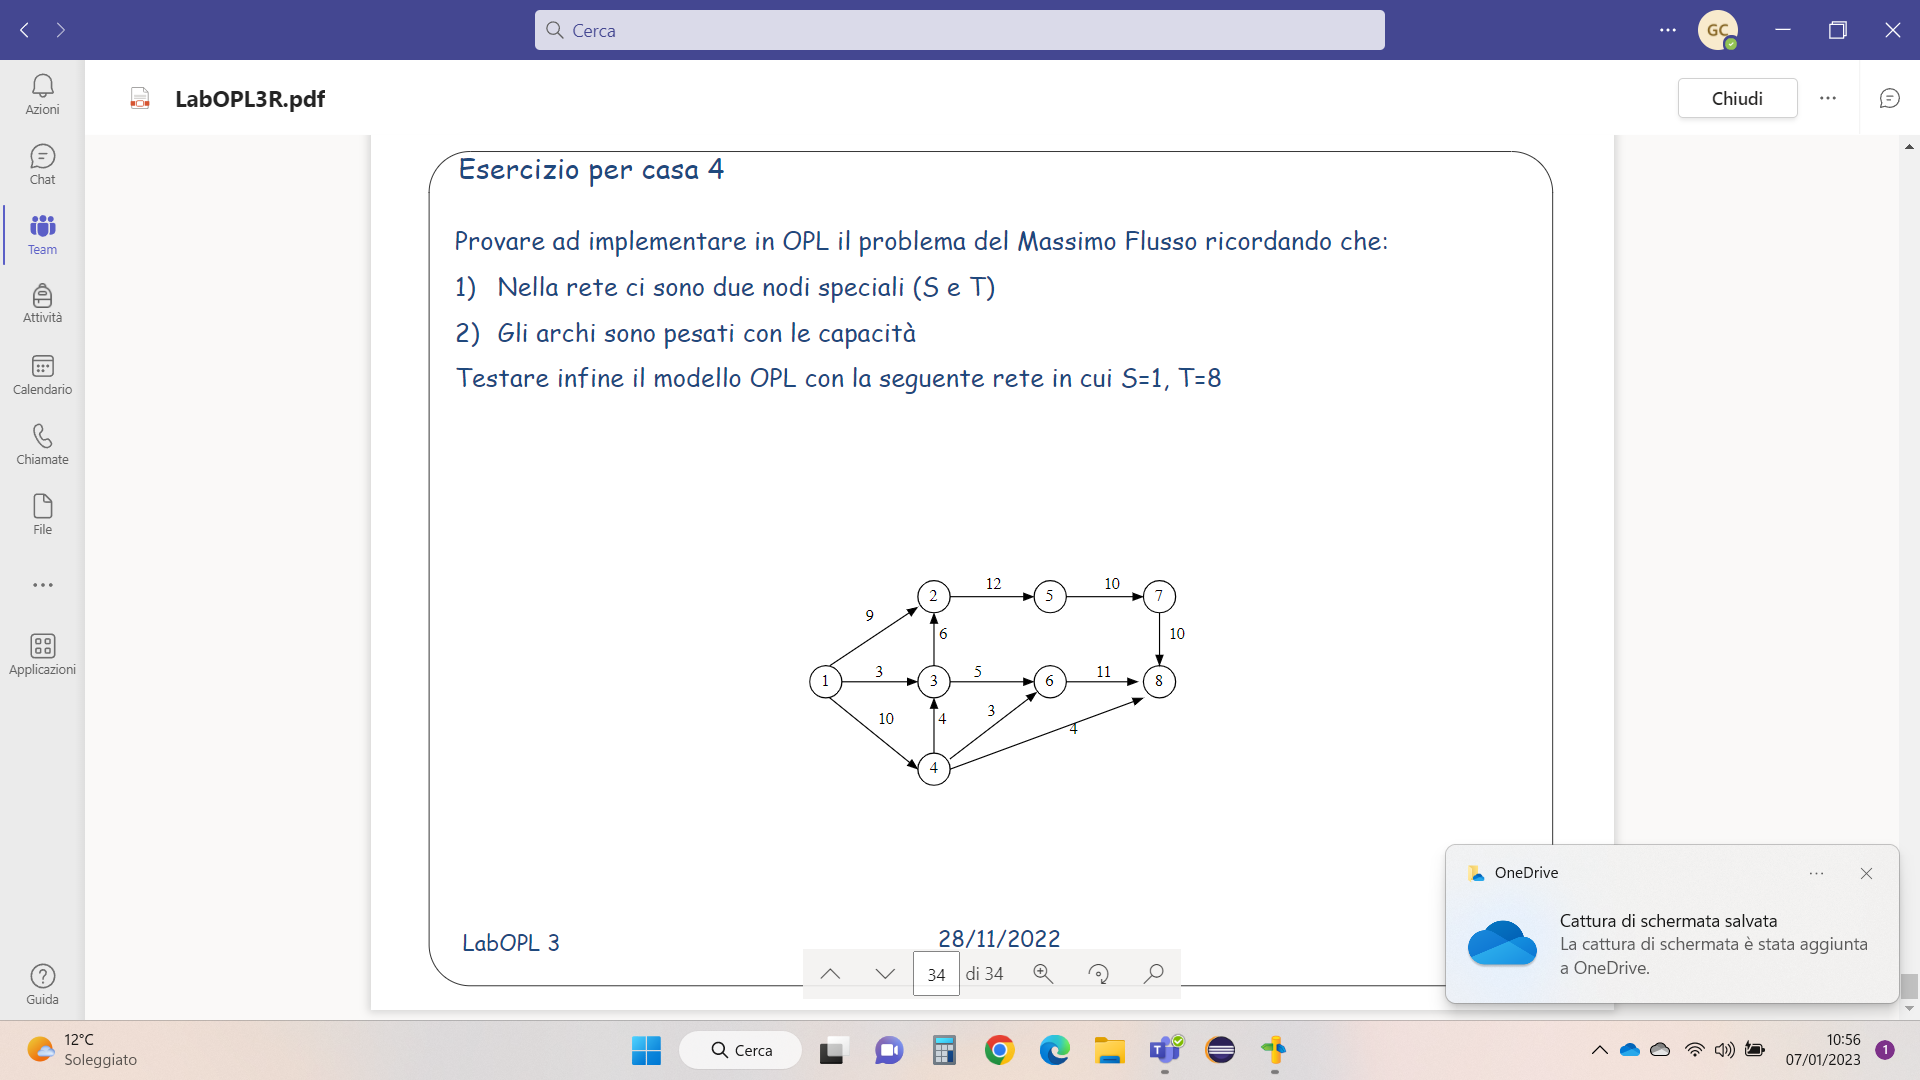 Cerca
GC
LabOPL3R.pdf
Chiudi
Azioni
Chat
Team
Attività
Calendario
Chiamate
File
Applicazioni
Guida
Esercizio per casa 4
Provare ad implementare in OPL il problema del Massimo Flusso ricordando che:
1) Nella rete ci sono due nodi speciali (S e T)
2) Gli archi sono pesati con le capacità
Testare infine il modello OPL con la seguente rete in cui S=1, T=8
2 12 5 10 7
9
6 10
1 3 3 5 6 11 8
10 4 3 4
4
LabOPL 3 28/11/2022
34 di 34
OneDrive
Cattura di schermata salvata
La cattura di schermata è stata aggiunta
a OneDrive.
12°C
Soleggiato
Cerca
10:56
07/01/2023
1